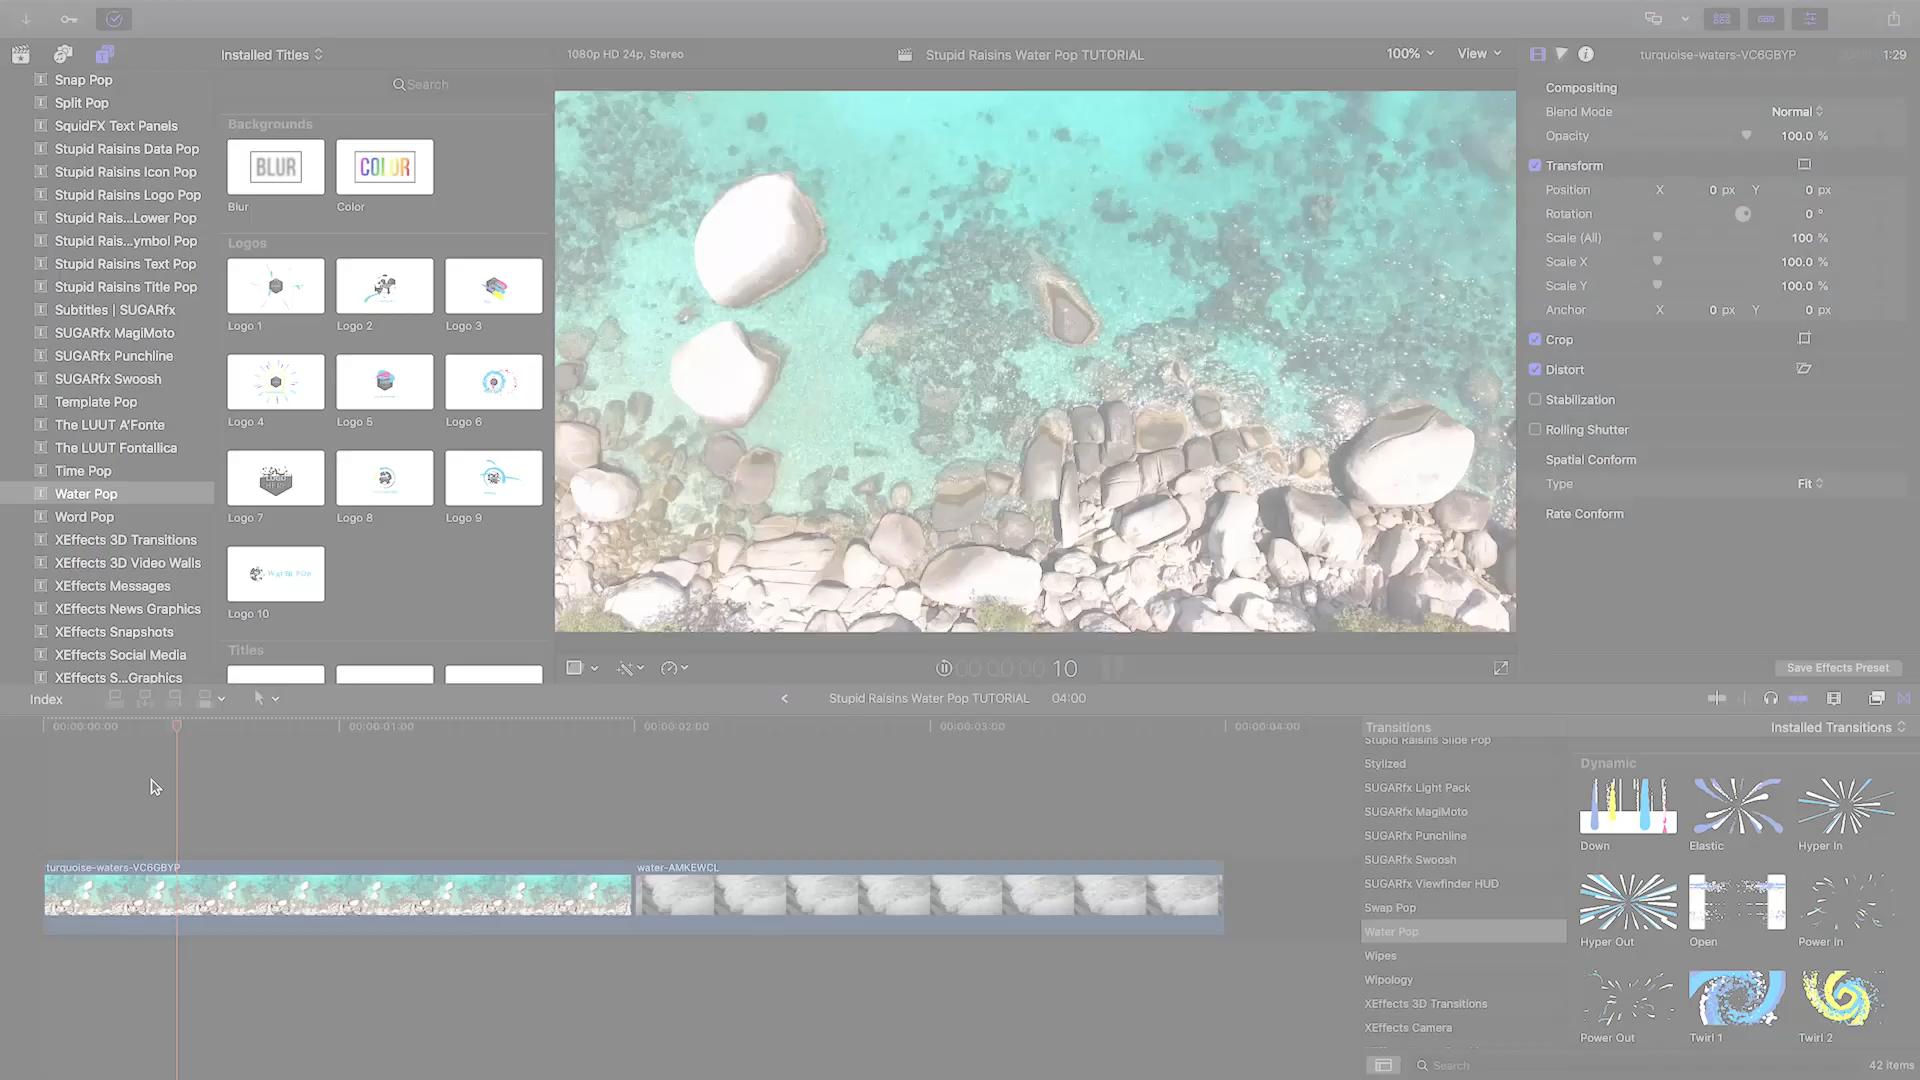 Installed Titles
1080p HD 24p, Stereo
Stupid Raisins Water Pop TUTORIAL
100%
View
turquoise-waters-VC6GBYP
1:29
Snap Pop
Split Pop
SquidFX Text Panels
Stupid Raisins Data Pop
Stupid Raisins Icon Pop
Stupid Raisins Logo Pop
Stupid Rais...Lower Pop
Stupid Rais...ymbol Pop
Stupid Raisins Text Pop
Stupid Raisins Title Pop
Subtitles | SUGARfx
SUGARfx MagiMoto
SUGARfx Punchline
SUGARfx Swoosh
Template Pop
The LUUT A'Fonte
The LUUT Fontallica
Time Pop
Water Pop
Word Pop
XEffects 3D Transitions
XEffects 3D Video Walls
XEffects Messages
XEffects News Graphics
XEffects Snapshots
XEffects Social Media
XEffects S...Graphics
Search
Backgrounds
BLUR
COLOR
Blur
Color
Logos
Logo 1
Logo 2
Logo 3
Logo 4
Logo 5
Logo 6
LOGO
HERE
Logo 7
Logo 8
Logo 9
Water Pop
Logo 10
Titles
Compositing
Blend Mode
Normal
Opacity
100.0 %
Transform
Position X 0 px Y 0 px
Rotation 0 °
Scale (All) 100 %
Scale X 100.0 %
Scale Y 100.0 %
Anchor X 0 px Y 0 px
Crop
Distort
Stabilization
Rolling Shutter
Spatial Conform
Type Fit
Rate Conform
Save Effects Preset
00:00:00:10
Index
Stupid Raisins Water Pop TUTORIAL
04:00
00:00:00:00
00:00:01:00
00:00:02:00
00:00:03:00
00:00:04:00
turquoise-waters-VC6GBYP
water-AMKEWCL
Transitions
Installed Transitions
Stupid Raisins Slide Pop
Stylized
SUGARfx Light Pack
SUGARfx MagiMoto
SUGARfx Punchline
SUGARfx Swoosh
SUGARfx Viewfinder HUD
Swap Pop
Water Pop
Wipes
Wipology
XEffects 3D Transitions
XEffects Camera
Dynamic
Down
Elastic
Hyper In
Hyper Out
Open
Power In
Power Out
Twirl 1
Twirl 2
Search
42 items